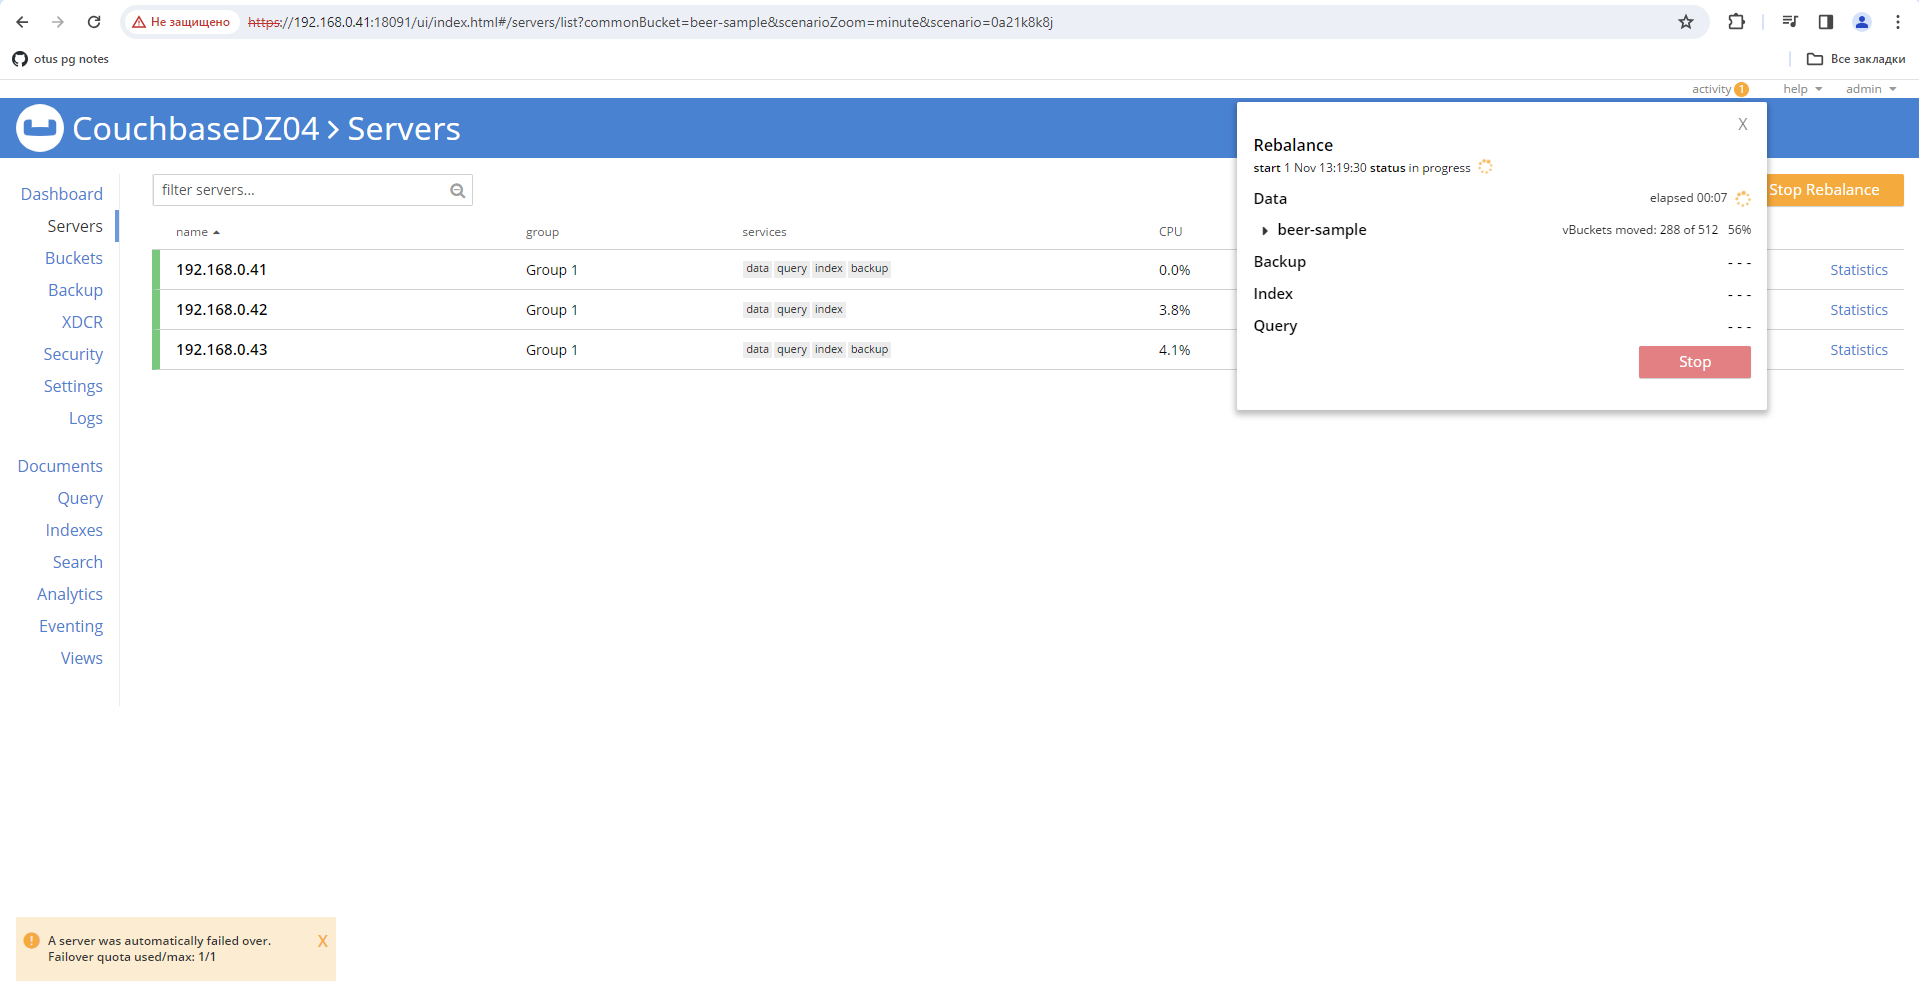 Не защищено https://192.168.0.41:18091/ui/index.html#/servers/list?commonBucket=beer-sample&scenarioZoom=minute&scenario=0a21k8k8j
otus pg notes
Все закладки
activity 1 help admin
CouchbaseDZ04 > Servers
Dashboard
Servers
Buckets
Backup
XDCR
Security
Settings
Logs
Documents
Query
Indexes
Search
Analytics
Eventing
Views
filter servers...
Stop Rebalance
name group services CPU
192.168.0.41 Group 1 data query index backup 0.0% Statistics
192.168.0.42 Group 1 data query index 3.8% Statistics
192.168.0.43 Group 1 data query index backup 4.1% Statistics
X
Rebalance
start 1 Nov 13:19:30 status in progress
Data elapsed 00:07
beer-sample vBuckets moved: 288 of 512 56%
Backup - - -
Index - - -
Query - - -
Stop
! A server was automatically failed over. X
Failover quota used/max: 1/1